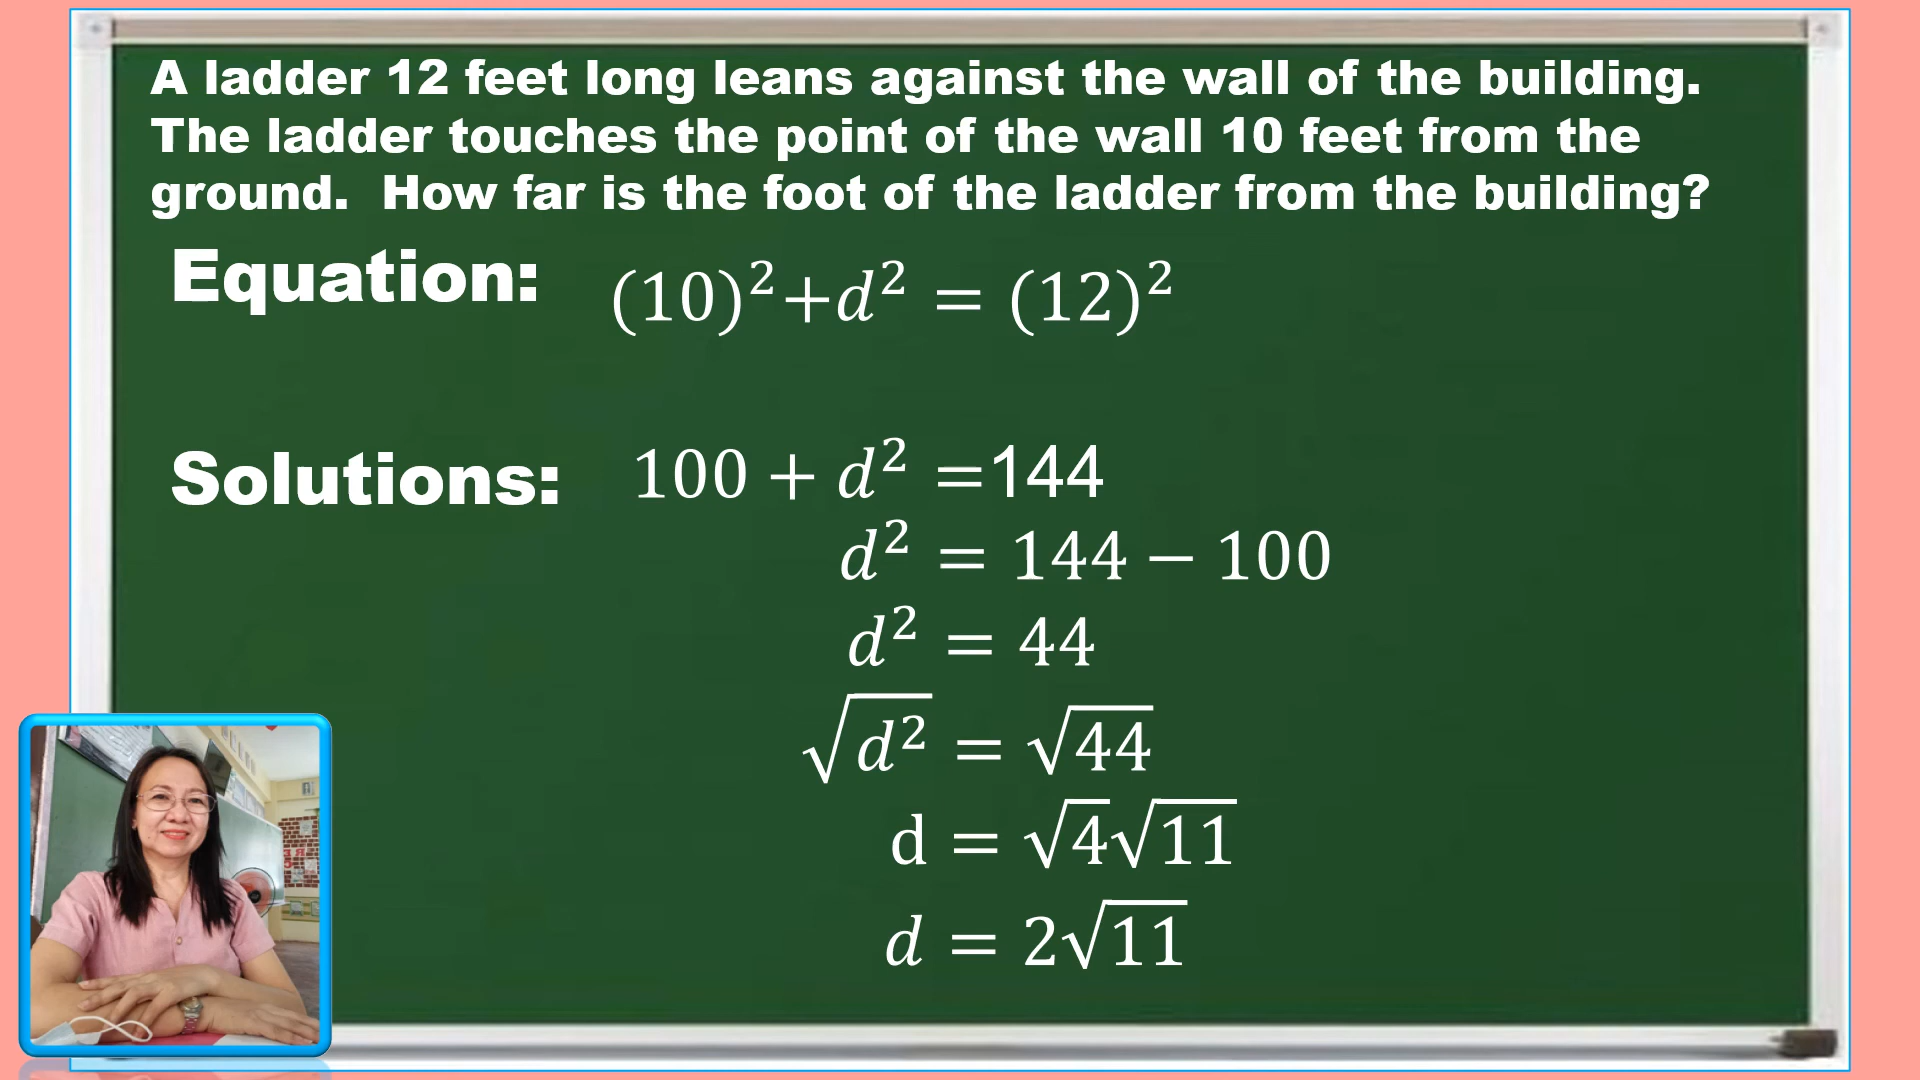 A ladder 12 feet long leans against the wall of the building.
The ladder touches the point of the wall 10 feet from the
ground. How far is the foot of the ladder from the building?
Equation: (10)²+d² = (12)²
Solutions: 100 + d² =144
d² = 144 − 100
d² = 44
√d² = √44
d = √4√11
d = 2√11